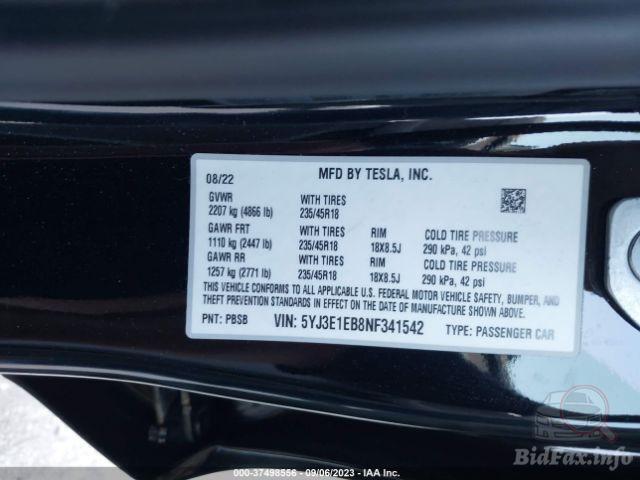 08/22 MFD BY TESLA, INC.
GVWR WITH TIRES
2207 kg (4866 lb) 235/45R18
GAWR FRT WITH TIRES RIM COLD TIRE PRESSURE
1110 kg (2447 lb) 235/45R18 18X8.5J 290 kPa, 42 psi
GAWR RR WITH TIRES RIM COLD TIRE PRESSURE
1257 kg (2771 lb) 235/45R18 18X8.5J 290 kPa, 42 psi
THIS VEHICLE CONFORMS TO ALL APPLICABLE U.S. FEDERAL MOTOR VEHICLE SAFETY, BUMPER, AND
THEFT PREVENTION STANDARDS IN EFFECT ON THE DATE OF MANUFACTURE SHOWN ABOVE.
PNT: PBSB VIN: 5YJ3E1EB8NF341542 TYPE: PASSENGER CAR
BidFax.info
00-37498556 - 09/06/2023 - IAA Inc.